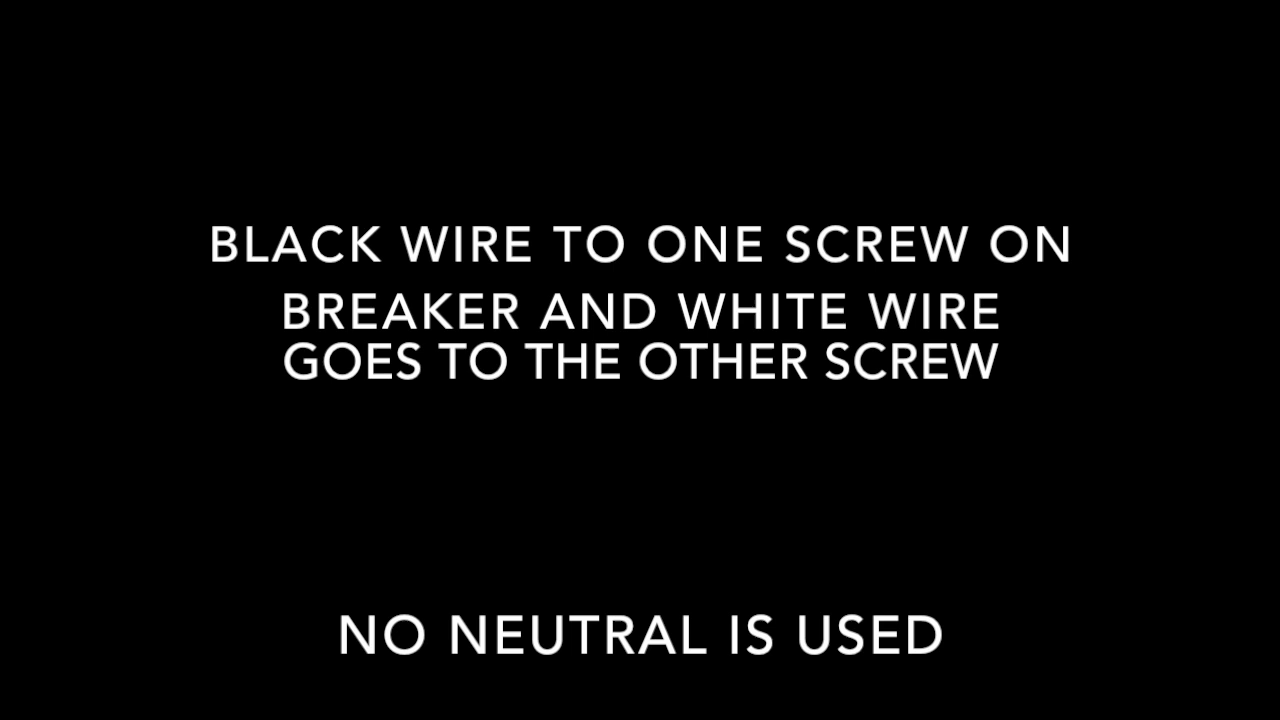 BLACK WIRE TO ONE SCREW ON
BREAKER AND WHITE WIRE
GOES TO THE OTHER SCREW
NO NEUTRAL IS USED